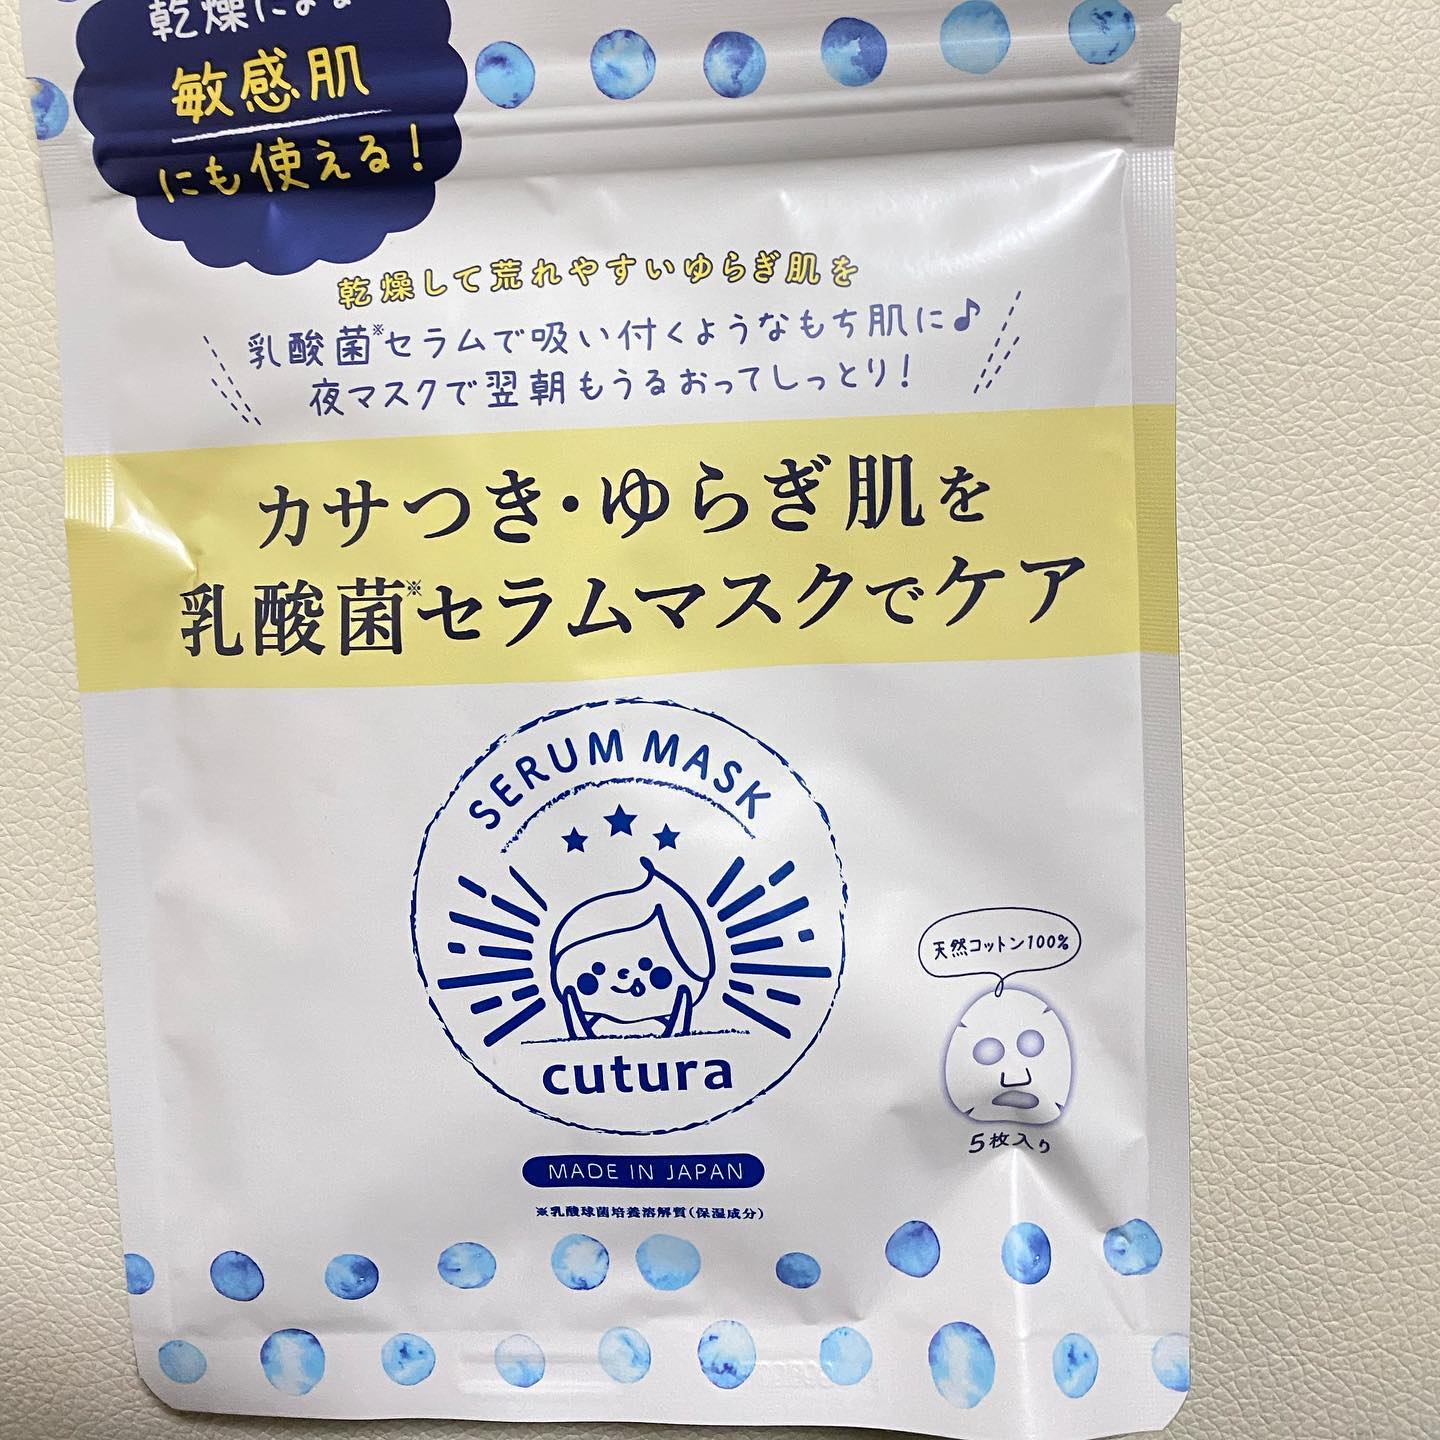 乾燥による
敏感肌
にも使える!
乾燥して荒れやすいゆらぎ肌を
乳酸菌※セラムで吸い付くようなもち肌に♪
夜マスクで翌朝もうるおってしっとり!
カサつき・ゆらぎ肌を
乳酸菌※セラムマスクでケア
SERUM MASK
cutura
天然コットン100%
5枚入り
MADE IN JAPAN
※乳酸球菌培養溶解質(保湿成分)